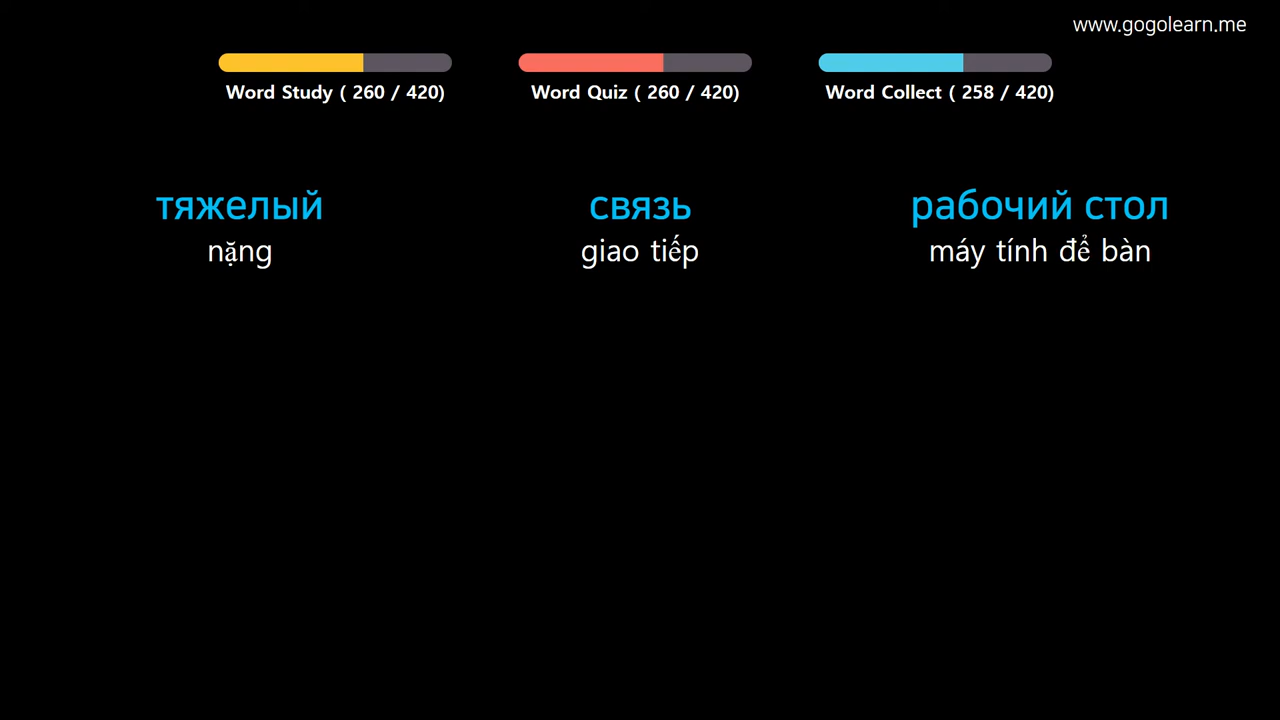 www.gogolearn.me
Word Study ( 260 / 420)
Word Quiz ( 260 / 420)
Word Collect ( 258 / 420)
тяжелый
nặng
связь
giao tiếp
рабочий стол
máy tính để bàn